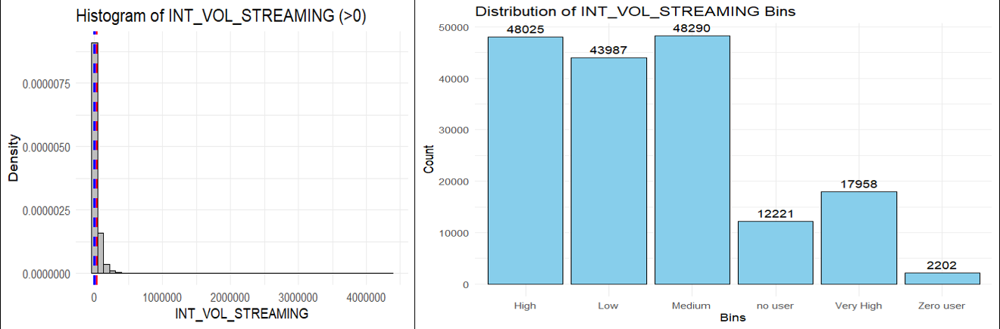 Histogram of INT_VOL_STREAMING (>0)
Density
0.0000075
0.0000050
0.0000025
0.0000000
0 1000000 2000000 3000000 4000000
INT_VOL_STREAMING
Distribution of INT_VOL_STREAMING Bins
Count
50000
40000
30000
20000
10000
0
48025
43987
48290
12221
17958
2202
High Low Medium no user Very High Zero user
Bins